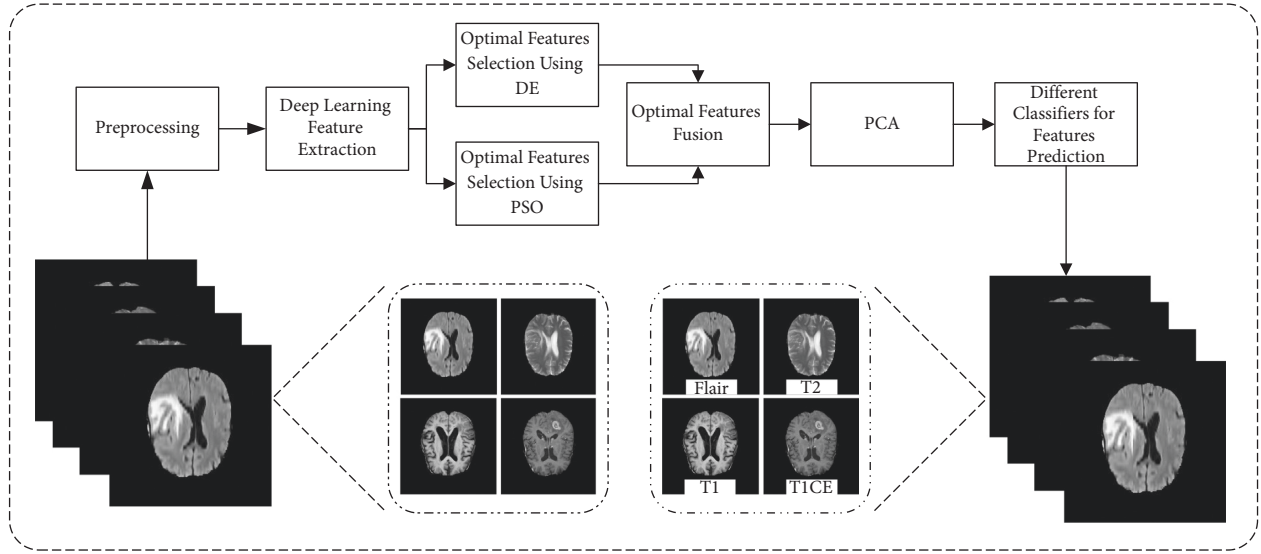 Preprocessing
Deep Learning
Feature
Extraction
Optimal Features
Selection Using
DE
Optimal Features
Selection Using
PSO
Optimal Features
Fusion
PCA
Different
Classifiers for
Features
Prediction
Flair
T2
T1
T1CE